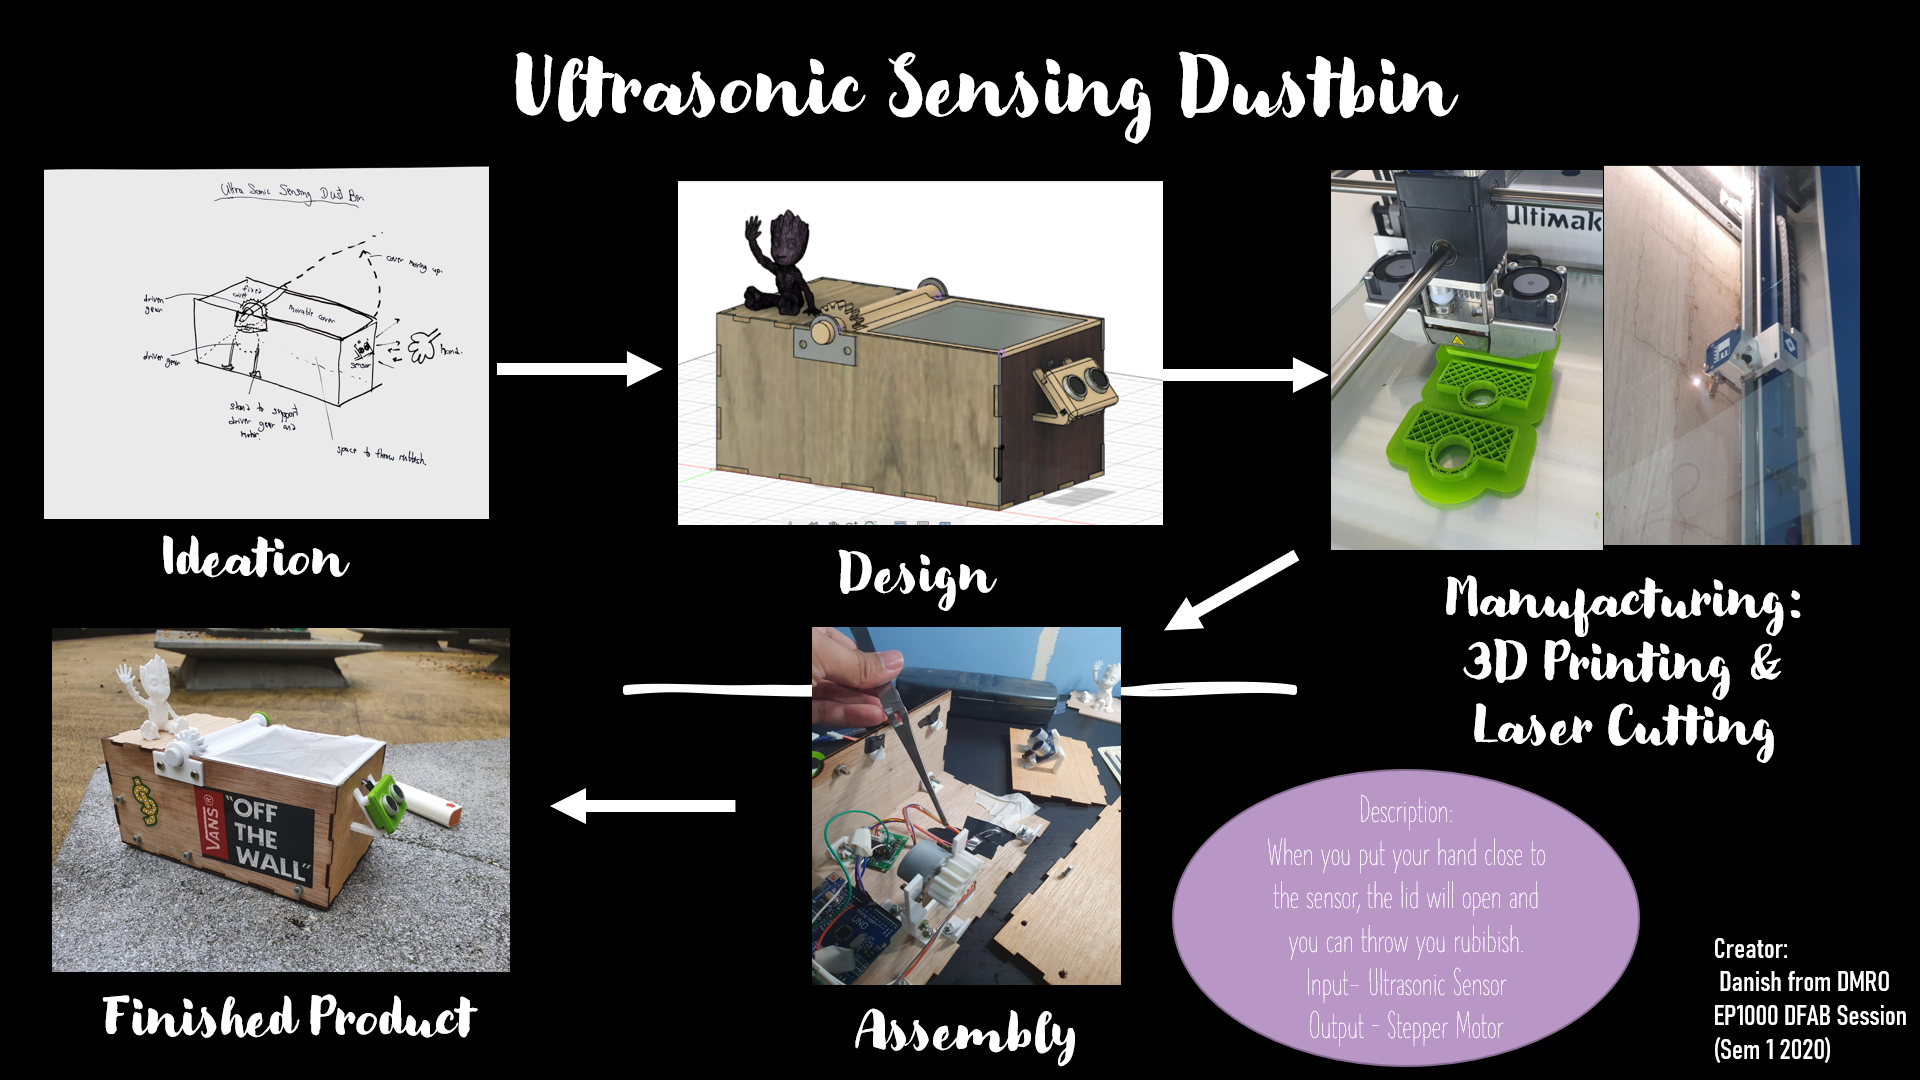 Ultrasonic Sensing Dustbin
Ultra Sonic Sensing Dust Bin
cover moving up.
driven
gear
fixed
cover
movable cover
driver gear
sensor
hand.
stand to support
driver gear and
motor.
space to throw rubbish.
Ideation
Design
Ultimak
Manufacturing:
3D Printing &
Laser Cutting
VANS®
"OFF
THE
WALL"
Finished Product
UNO
Assembly
Description:
When you put your hand close to
the sensor, the lid will open and
you can throw you rubibish.
Input- Ultrasonic Sensor
Output - Stepper Motor
Creator:
Danish from DMRO
EP1000 DFAB Session
(Sem 1 2020)